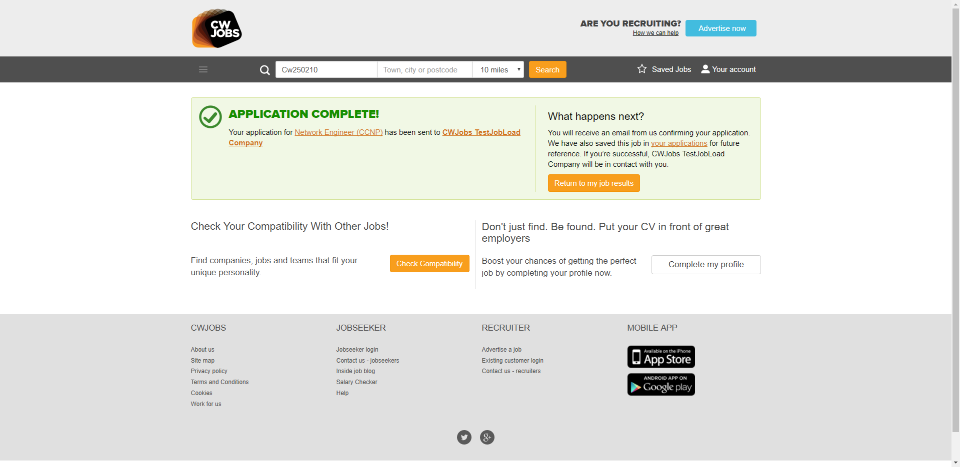 CW
JOBS
ARE YOU RECRUITING?
How we can help
Advertise now
Cw250210
Town, city or postcode
10 miles
Search
Saved Jobs
Your account
APPLICATION COMPLETE!
Your application for Network Engineer (CCNP) has been sent to CWJobs TestJobLoad
Company
What happens next?
You will receive an email from us confirming your application.
We have also saved this job in your applications for future
reference. If you're successful, CWJobs TestJobLoad
Company will be in contact with you.
Return to my job results
Check Your Compatibility With Other Jobs!
Find companies, jobs and teams that fit your
unique personality.
Check Compatibility
Don't just find. Be found. Put your CV in front of great
employers
Boost your chances of getting the perfect
job by completing your profile now.
Complete my profile
CWJOBS
About us
Site map
Privacy policy
Terms and Conditions
Cookies
Work for us
JOBSEEKER
Jobseeker login
Contact us - jobseekers
Inside job blog
Salary Checker
Help
RECRUITER
Advertise a job
Existing customer login
Contact us - recruiters
MOBILE APP
Available on the iPhone
App Store
ANDROID APP ON
Google play